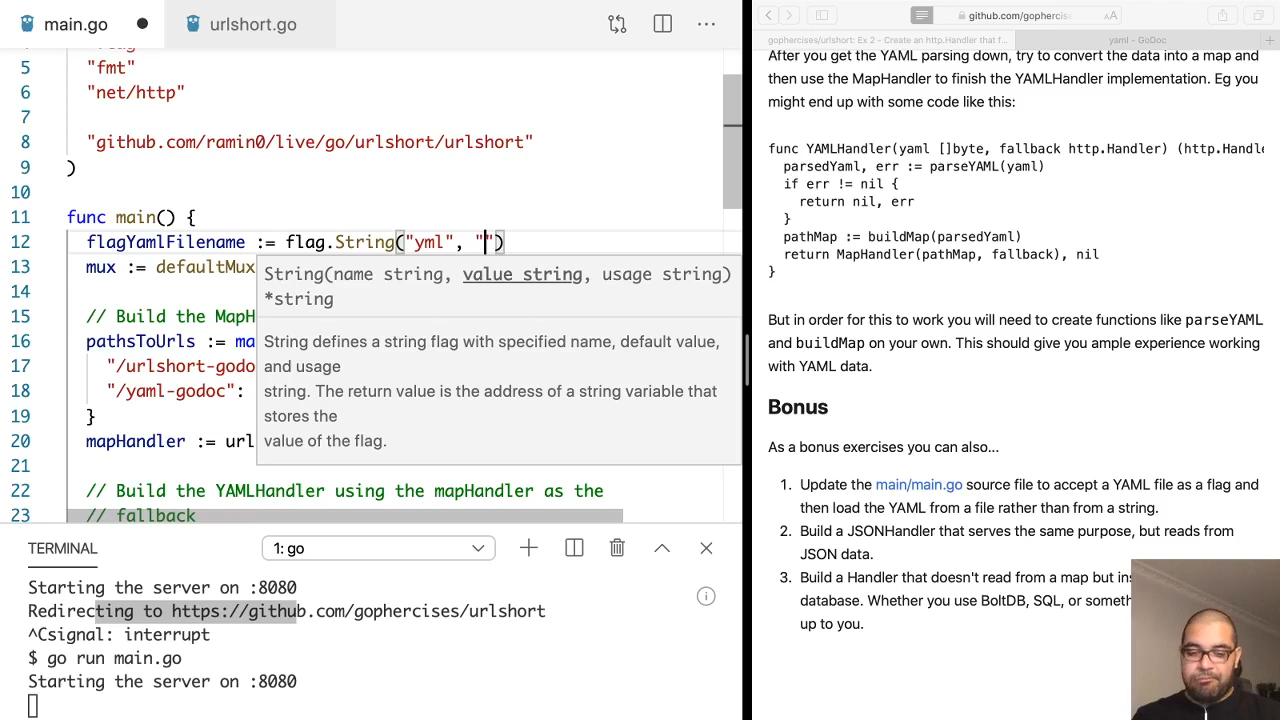 main.go
urlshort.go
5 "fmt"
6 "net/http"
7
8 "github.com/ramin0/live/go/urlshort/urlshort"
9 )
10
11 func main() {
12 flagYamlFilename := flag.String("yml", "")
13 mux := defaultMux
14
15 // Build the MapH
16 pathsToUrls := ma
17 "/urlshort-godo
18 "/yaml-godoc":
19 }
20 mapHandler := url
21
22 // Build the YAMLHandler using the mapHandler as the
23 // fallback
String(name string, value string, usage string)
*string
String defines a string flag with specified name, default value,
and usage
string. The return value is the address of a string variable that
stores the
value of the flag.
TERMINAL
1: go
Starting the server on :8080
Redirecting to https://github.com/gophercises/urlshort
^Csignal: interrupt
$ go run main.go
Starting the server on :8080
github.com/gophercise
AA
gophercises/urlshort: Ex 2 - Create an http.Handler that f...
yaml - GoDoc
After you get the YAML parsing down, try to convert the data into a map and
then use the MapHandler to finish the YAMLHandler implementation. Eg you
might end up with some code like this:
func YAMLHandler(yaml []byte, fallback http.Handler) (http.Handle
parsedYaml, err := parseYAML(yaml)
if err != nil {
return nil, err
}
pathMap := buildMap(parsedYaml)
return MapHandler(pathMap, fallback), nil
}
But in order for this to work you will need to create functions like parseYAML
and buildMap on your own. This should give you ample experience working
with YAML data.
Bonus
As a bonus exercises you can also...
1. Update the main/main.go source file to accept a YAML file as a flag and
then load the YAML from a file rather than from a string.
2. Build a JSONHandler that serves the same purpose, but reads from
JSON data.
3. Build a Handler that doesn't read from a map but ins
database. Whether you use BoltDB, SQL, or someth
up to you.